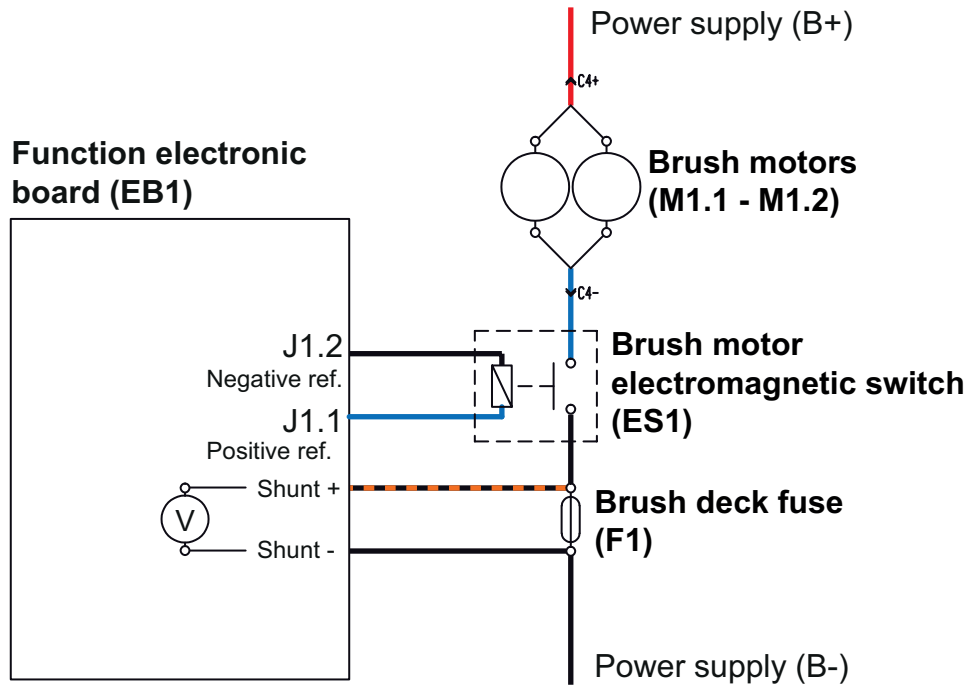 Power supply (B+)
C4+
Function electronic
board (EB1)
Brush motors
(M1.1 - M1.2)
C4-
J1.2
Negative ref.
J1.1
Positive ref.
Brush motor
electromagnetic switch
(ES1)
Shunt +
V
Shunt -
Brush deck fuse
(F1)
Power supply (B-)